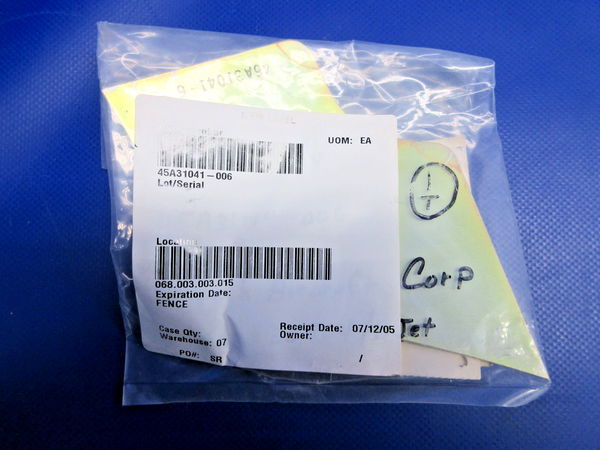 45A31041-6
UOM: EA
45A31041-006
Lot/Serial
Location
068.003.003.015
Expiration Date:
FENCE
Case Qty:
Receipt Date: 07/12/05
Warehouse: 07
Owner:
PO#: SR
/
1
T
Corp
Jet